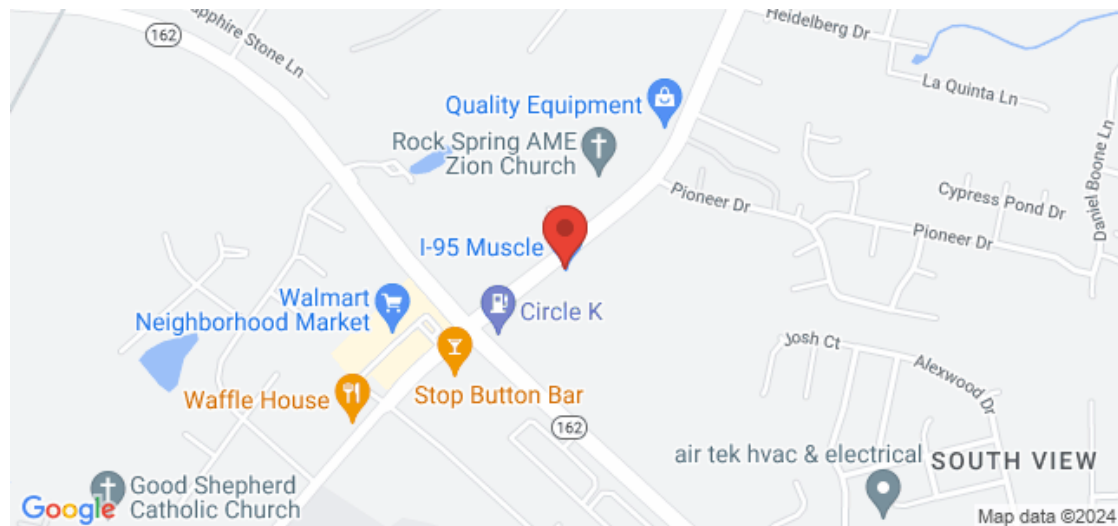 162
Sapphire Stone Ln
Heidelberg Dr
La Quinta Ln
Quality Equipment
Rock Spring AME
Zion Church
Pioneer Dr
Cypress Pond Dr
Daniel Boone Ln
Pioneer Dr
I-95 Muscle
Walmart
Neighborhood Market
Circle K
Josh Ct
Alexwood Dr
Waffle House
Stop Button Bar
162
air tek hvac & electrical
SOUTH VIEW
Good Shepherd
Catholic Church
Google
Map data ©2024